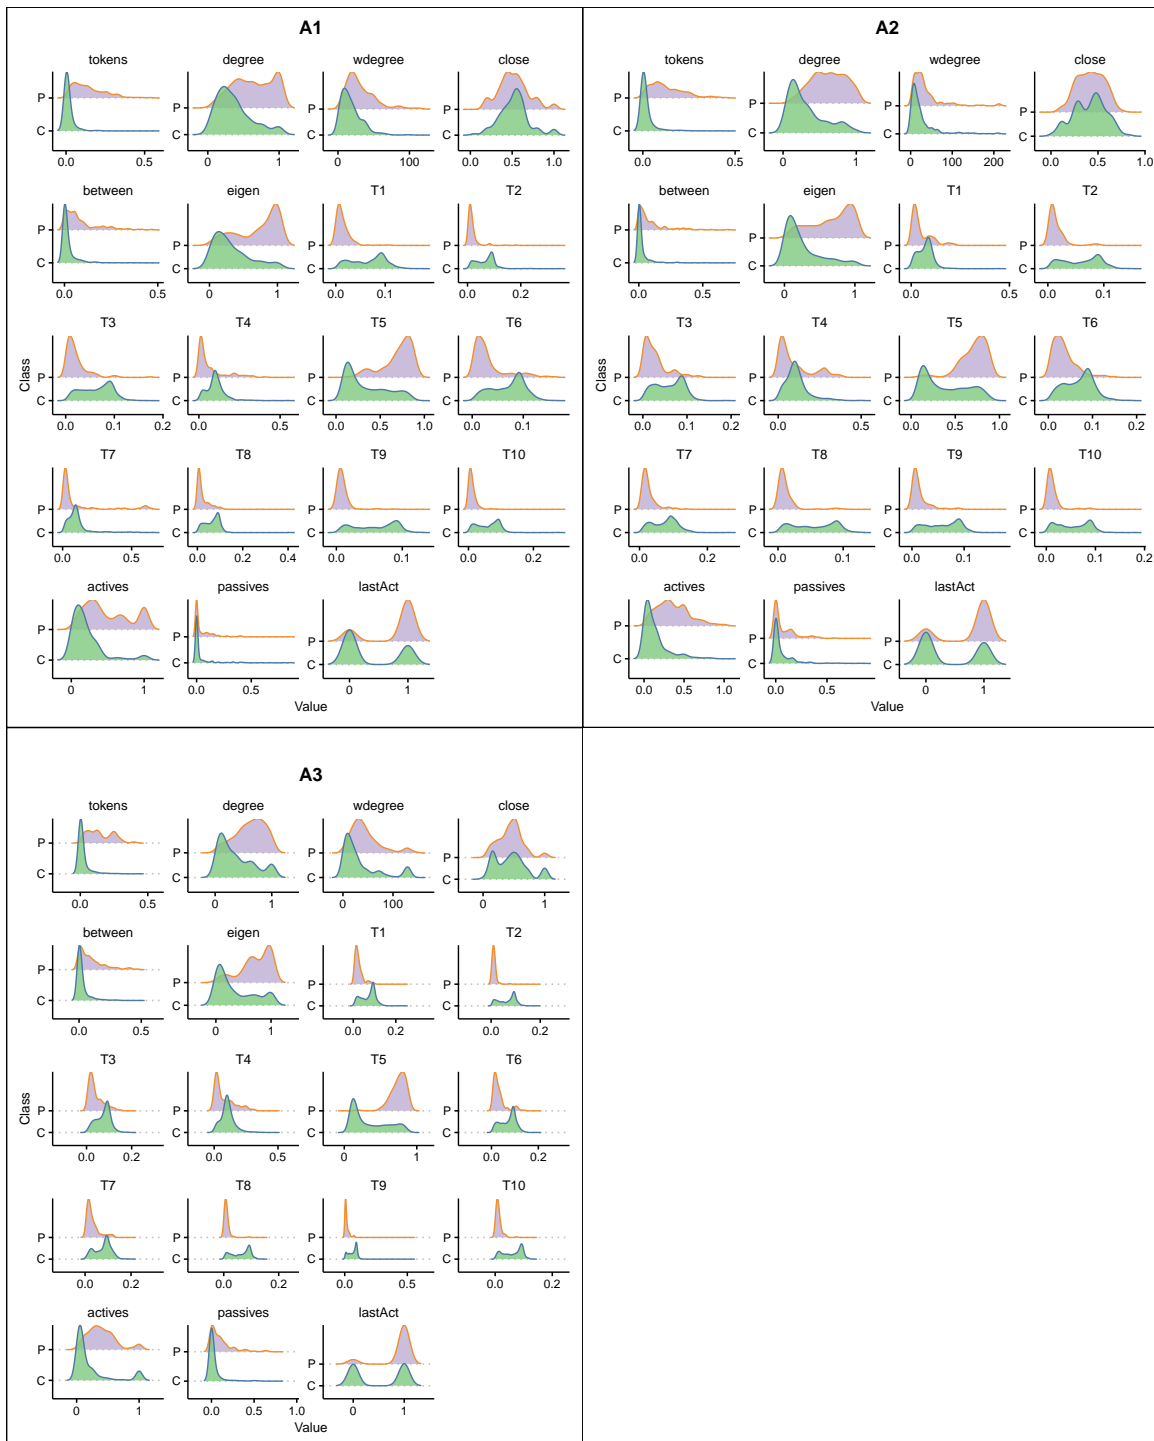 A1
tokens degree wdegree close
P P P P
C C C C
0.0 0.5 0 1 0 100 0.0 0.5 1.0
between eigen T1 T2
P P P P
C C C C
0.0 0.5 0 1 0.0 0.1 0.0 0.2
T3 T4 T5 T6
P P P P
C C C C
0.0 0.1 0.2 0.0 0.5 0.0 0.5 1.0 0.0 0.1
T7 T8 T9 T10
P P P P
C C C C
0.0 0.5 0.0 0.2 0.4 0.0 0.1 0.0 0.2
actives passives lastAct
P P P
C C C
0 1 0.0 0.5 0 1
Class
Value
A2
tokens degree wdegree close
P P P P
C C C C
0.0 0.5 0 1 0 100 200 0.0 0.5 1.0
between eigen T1 T2
P P P P
C C C C
0.0 0.5 0 1 0.0 0.5 0.0 0.1
T3 T4 T5 T6
P P P P
C C C C
0.0 0.1 0.2 0.0 0.5 0.0 0.5 1.0 0.0 0.1 0.2
T7 T8 T9 T10
P P P P
C C C C
0.0 0.2 0.0 0.1 0.0 0.1 0.0 0.1 0.2
actives passives lastAct
P P P
C C C
0.0 0.5 1.0 0.0 0.5 0 1
Class
Value
A3
tokens degree wdegree close
P P P P
C C C C
0.0 0.5 0 1 0 100 0 1
between eigen T1 T2
P P P P
C C C C
0.0 0.5 0 1 0.0 0.2 0.0 0.2
T3 T4 T5 T6
P P P P
C C C C
0.0 0.2 0.0 0.5 0 1 0.0 0.2
T7 T8 T9 T10
P P P P
C C C C
0.0 0.2 0.0 0.2 0.0 0.5 0.0 0.2
actives passives lastAct
P P P
C C C
0 1 0.0 0.5 1.0 0 1
Class
Value